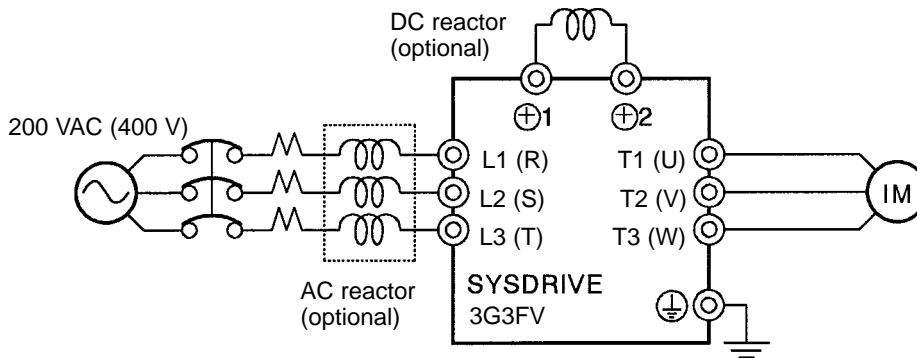 DC reactor
(optional)
⊕1 ⊕2
200 VAC (400 V)
L1 (R) T1 (U)
L2 (S) T2 (V) IM
L3 (T) T3 (W)
AC reactor
(optional)
SYSDRIVE
3G3FV